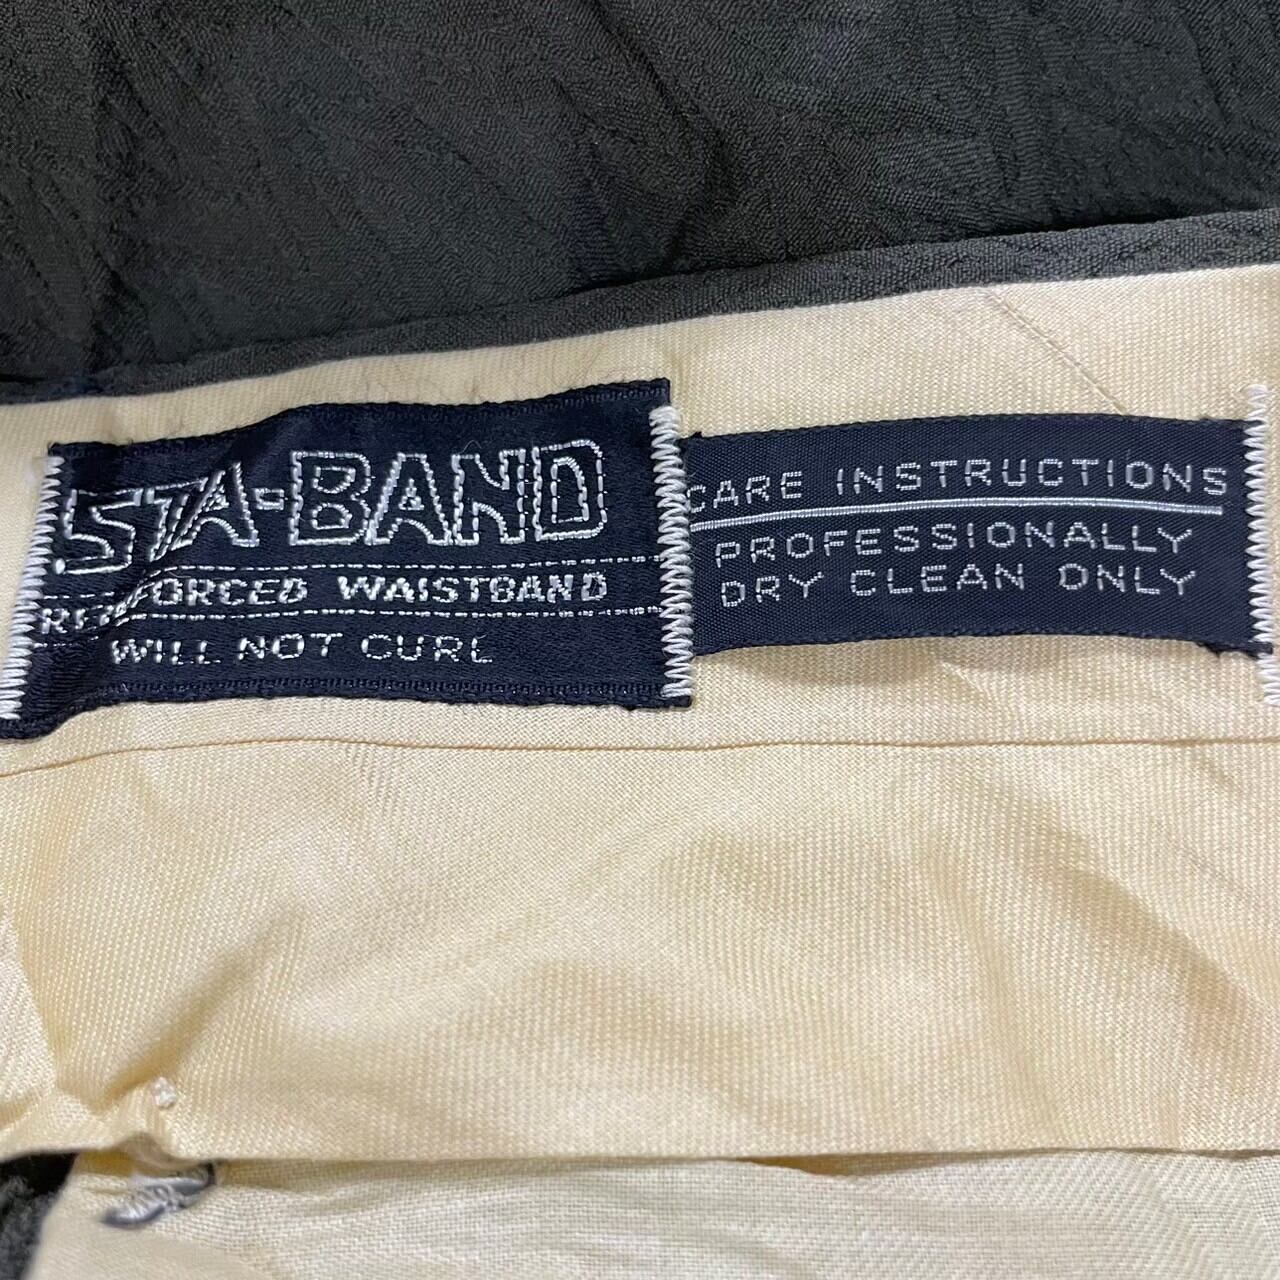 STA-BAND
REINFORCED WAISTBAND
WILL NOT CURL
CARE INSTRUCTIONS
PROFESSIONALLY
DRY CLEAN ONLY